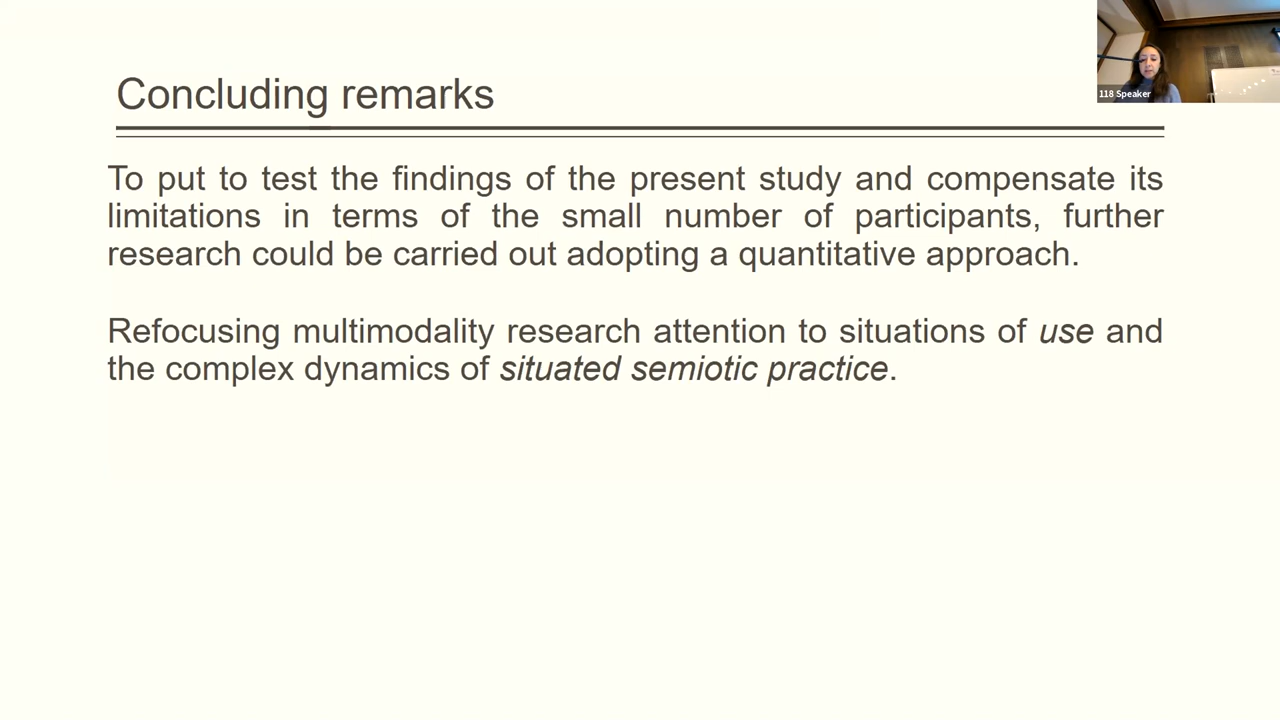 Concluding remarks
118 Speaker
To put to test the findings of the present study and compensate its
limitations in terms of the small number of participants, further
research could be carried out adopting a quantitative approach.
Refocusing multimodality research attention to situations of use and
the complex dynamics of situated semiotic practice.